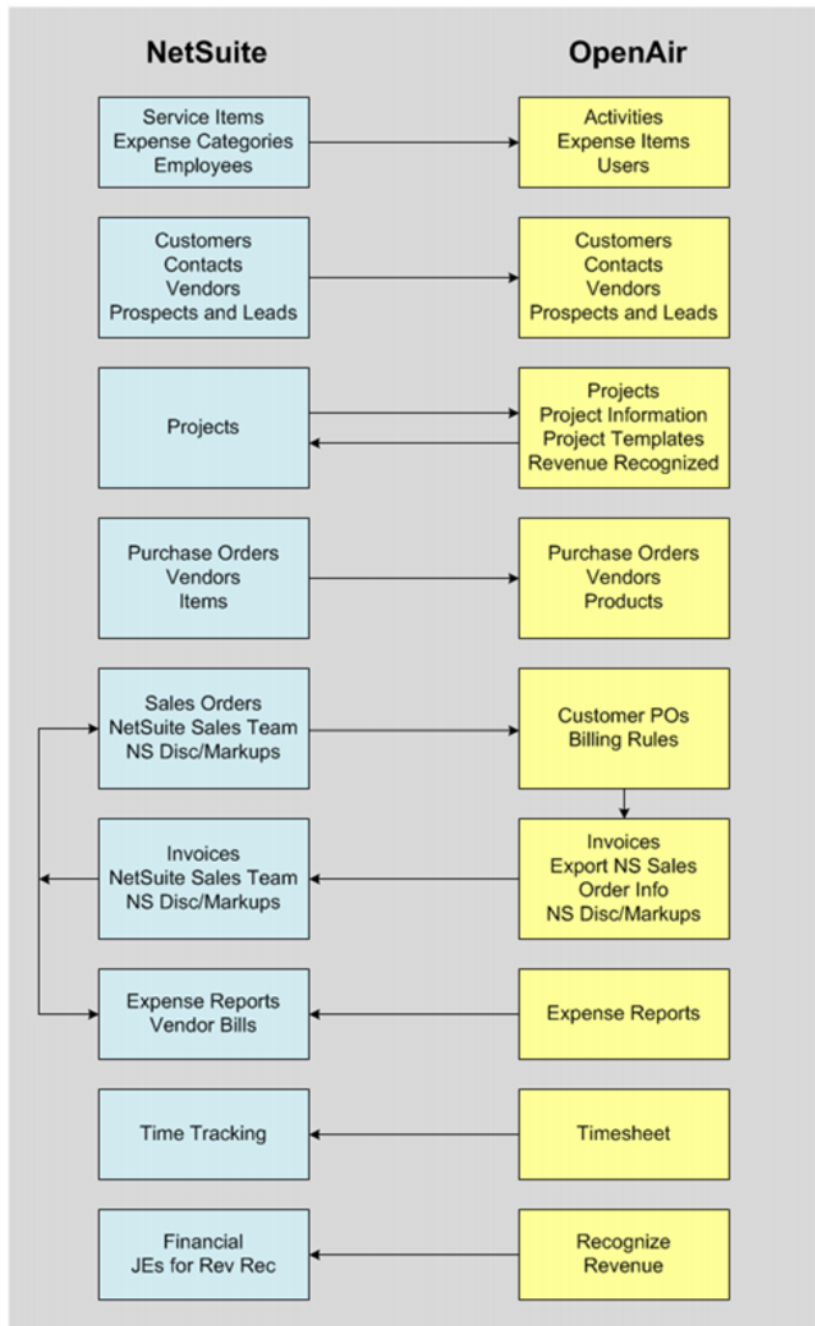 NetSuite
OpenAir
Service Items
Expense Categories
Employees
Activities
Expense Items
Users
Customers
Contacts
Vendors
Prospects and Leads
Customers
Contacts
Vendors
Prospects and Leads
Projects
Projects
Project Information
Project Templates
Revenue Recognized
Purchase Orders
Vendors
Items
Purchase Orders
Vendors
Products
Sales Orders
NetSuite Sales Team
NS Disc/Markups
Customer POs
Billing Rules
Invoices
NetSuite Sales Team
NS Disc/Markups
Invoices
Export NS Sales
Order Info
NS Disc/Markups
Expense Reports
Vendor Bills
Expense Reports
Time Tracking
Timesheet
Financial
JEs for Rev Rec
Recognize
Revenue